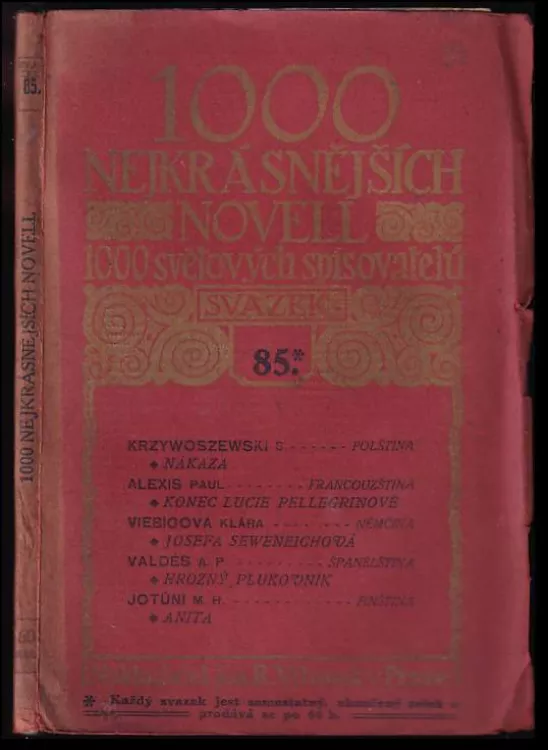 85.
1000 NEJKRÁSNĚJŠÍCH NOVELL
1000
NEJKRÁSNĚJŠÍCH
NOVELL
1000 světových spisovatelů
SVAZEK
85.*
KRZYWOSZEWSKI S ------ POLŠTINA
◆ NÁKAZA
ALEXIS PAUL -------- FRANCOUZŠTINA
◆ KONEC LUCIE PELLEGRINOVÉ
VIEBIGOVA KLÁRA -------- NĚMČINA
◆ JOSEFA SEWENEICHOVÁ
VALDÉS A. P. ---------- ŠPANĚLŠTINA
◆ HROZNÝ PLUKOVNÍK
JOTUNI M. H. ------------ FINŠTINA
◆ ANITA
* Každý svazek jest samostatný,
prodává se po